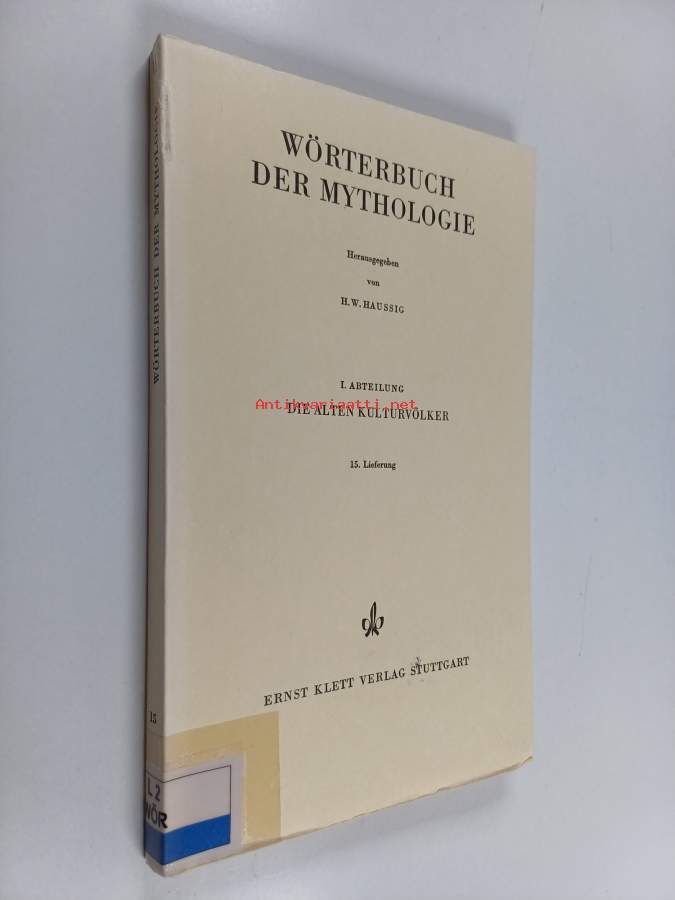 WÖRTERBUCH
DER MYTHOLOGIE
Herausgegeben
von
H. W. HAUSSIG
I. ABTEILUNG
Antikvariaatti.net
DIE ALTEN KULTURVÖLKER
15. Lieferung
ERNST KLETT VERLAG STUTTGART
WÖRTERBUCH DER MYTHOLOGIE
15
L 2
WÖR